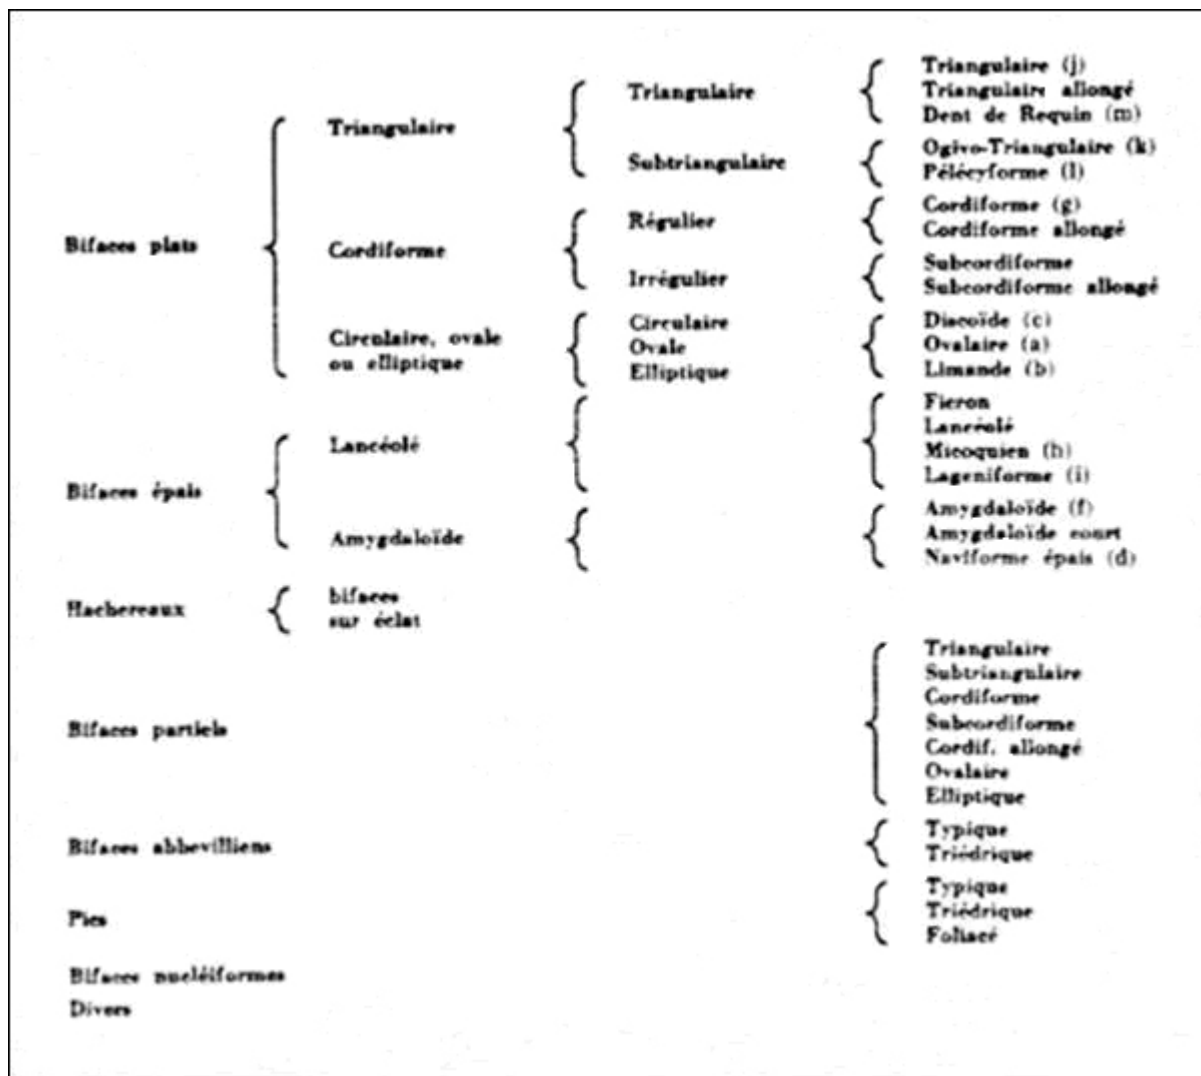 Bifaces plats
Triangulaire
Triangulaire
Triangulaire (j)
Triangulaire allongé
Dent de Requin (m)
Subtriangulaire
Ogivo-Triangulaire (k)
Pélécyforme (l)
Cordiforme
Régulier
Cordiforme (g)
Cordiforme allongé
Irrégulier
Subcordiforme
Subcordiforme allongé
Circulaire, ovale
ou elliptique
Circulaire
Ovale
Elliptique
Discoïde (c)
Ovalaire (a)
Limande (b)
Bifaces épais
Lancéolé
Ficron
Lancéolé
Micoquien (h)
Lageniforme (i)
Amygdaloïde
Amygdaloïde (f)
Amygdaloïde court
Naviforme épais (d)
Hachereaux
bifaces
sur éclat
Bifaces partiels
Triangulaire
Subtriangulaire
Cordiforme
Subcordiforme
Cordif. allongé
Ovalaire
Elliptique
Bifaces abbevilliens
Typique
Triédrique
Pics
Typique
Triédrique
Foliacé
Bifaces nucléiformes
Divers